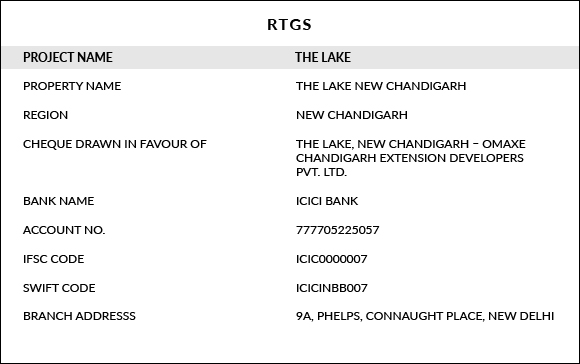 RTGS
PROJECT NAME THE LAKE
PROPERTY NAME THE LAKE NEW CHANDIGARH
REGION NEW CHANDIGARH
CHEQUE DRAWN IN FAVOUR OF THE LAKE, NEW CHANDIGARH – OMAXE
CHANDIGARH EXTENSION DEVELOPERS
PVT. LTD.
BANK NAME ICICI BANK
ACCOUNT NO. 777705225057
IFSC CODE ICIC0000007
SWIFT CODE ICICINBB007
BRANCH ADDRESSS 9A, PHELPS, CONNAUGHT PLACE, NEW DELHI